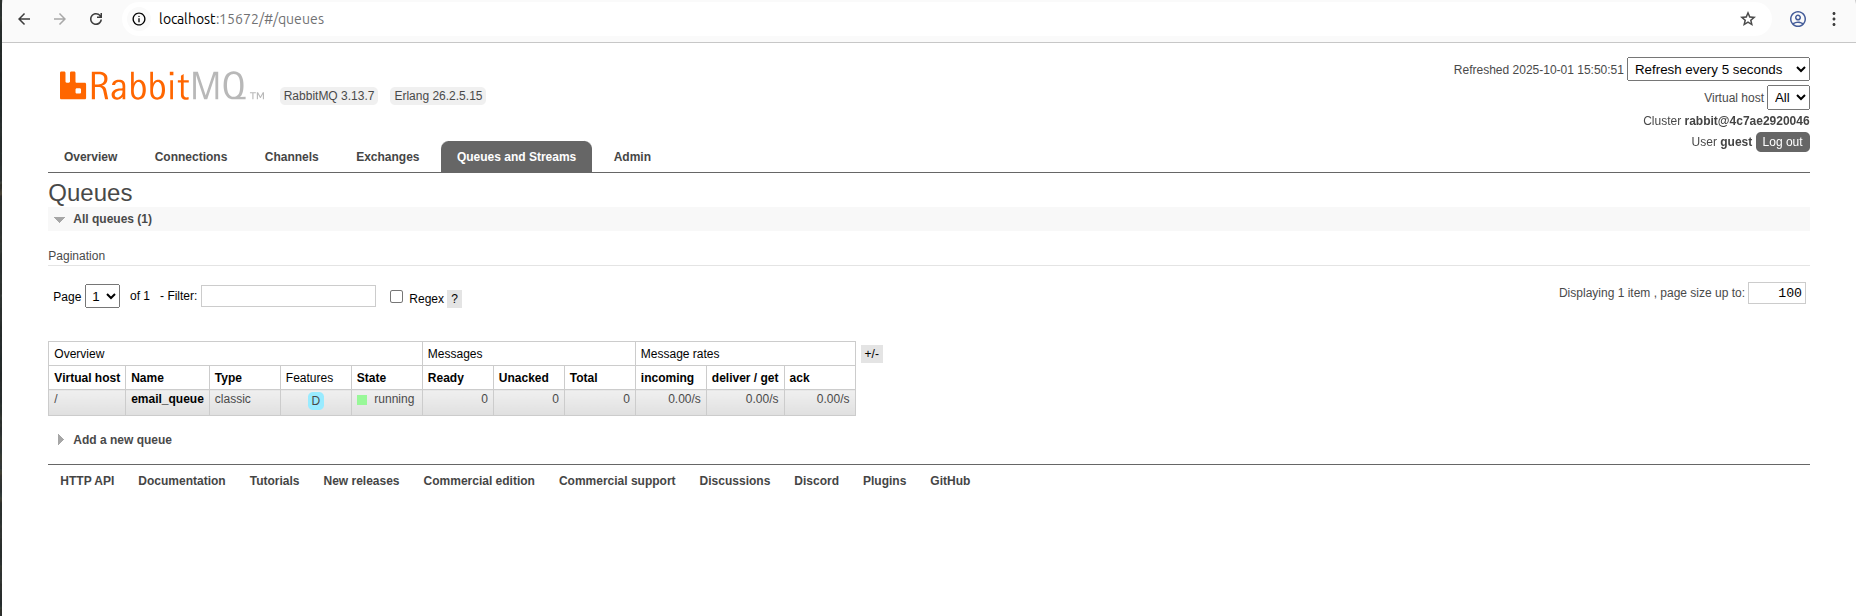 localhost:15672/#/queues
RabbitMQ TM RabbitMQ 3.13.7 Erlang 26.2.5.15
Refreshed 2025-10-01 15:50:51 Refresh every 5 seconds
Virtual host All
Cluster rabbit@4c7ae2920046
User guest Log out
Overview Connections Channels Exchanges Queues and Streams Admin
Queues
All queues (1)
Pagination
Page 1 of 1 - Filter: Regex ? Displaying 1 item , page size up to: 100
Overview Messages Message rates +/-
Virtual host Name Type Features State Ready Unacked Total incoming deliver / get ack
/ email_queue classic D running 0 0 0 0.00/s 0.00/s 0.00/s
Add a new queue
HTTP API Documentation Tutorials New releases Commercial edition Commercial support Discussions Discord Plugins GitHub